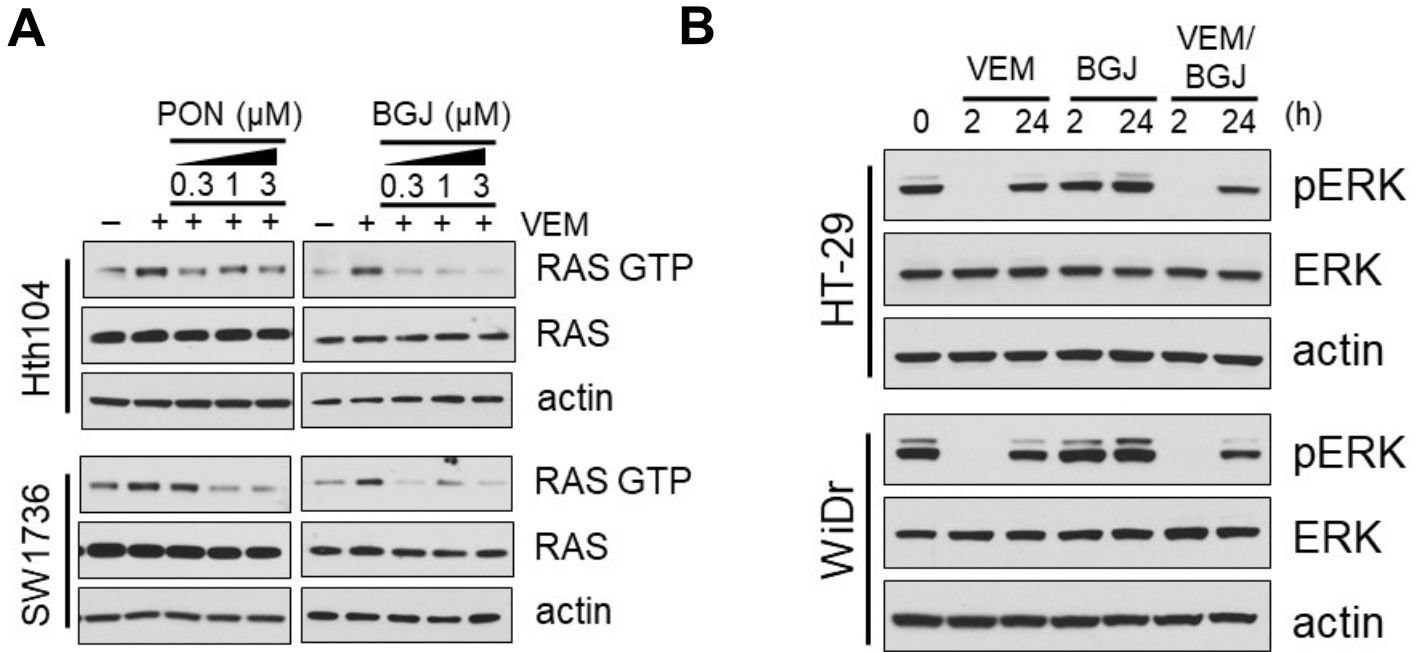 A
PON (µM)
BGJ (µM)
0.3 1 3
0.3 1 3
– + + + +
– + + + +
VEM
Hth104
RAS GTP
RAS
actin
SW1736
RAS GTP
RAS
actin
B
VEM
BGJ
VEM/
BGJ
0 2 24 2 24 2 24 (h)
HT-29
pERK
ERK
actin
WiDr
pERK
ERK
actin